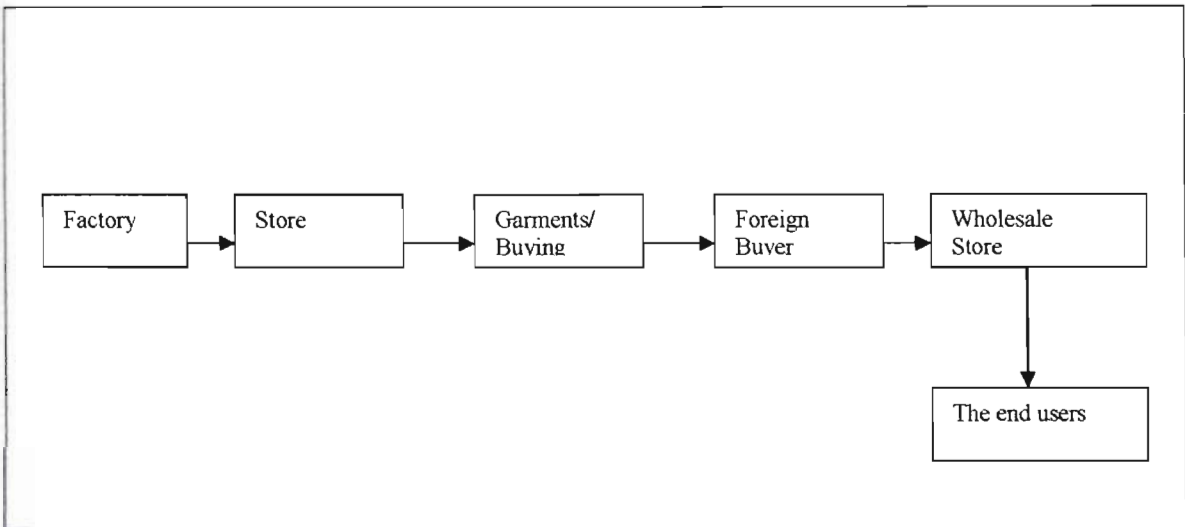 Factory
Store
Garments/
Buying
Foreign
Buyer
Wholesale
Store
The end users